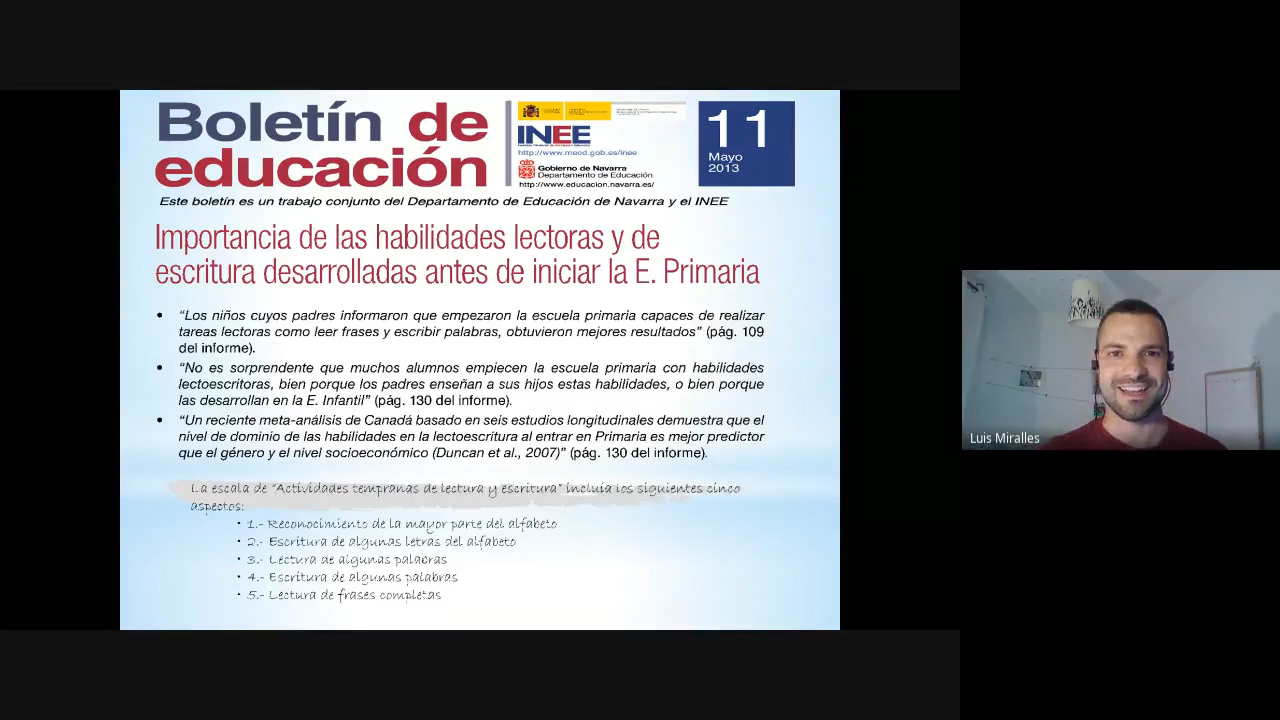 Boletín de
educación
INEE
http://www.mecd.gob.es/inee
Gobierno de Navarra
Departamento de Educación
http://www.educacion.navarra.es/
11
Mayo
2013
Este boletín es un trabajo conjunto del Departamento de Educación de Navarra y el INEE
Importancia de las habilidades lectoras y de
escritura desarrolladas antes de iniciar la E. Primaria
• “Los niños cuyos padres informaron que empezaron la escuela primaria capaces de realizar
tareas lectoras como leer frases y escribir palabras, obtuvieron mejores resultados” (pág. 109
del informe).
• “No es sorprendente que muchos alumnos empiecen la escuela primaria con habilidades
lectoescritoras, bien porque los padres enseñan a sus hijos estas habilidades, o bien porque
las desarrollan en la E. Infantil” (pág. 130 del informe).
• “Un reciente meta-análisis de Canadá basado en seis estudios longitudinales demuestra que el
nivel de dominio de las habilidades en la lectoescritura al entrar en Primaria es mejor predictor
que el género y el nivel socioeconómico (Duncan et al., 2007)” (pág. 130 del informe).
La escala de “Actividades tempranas de lectura y escritura” incluía los siguientes cinco
aspectos:
• 1.- Reconocimiento de la mayor parte del alfabeto
• 2.- Escritura de algunas letras del alfabeto
• 3.- Lectura de algunas palabras
• 4.- Escritura de algunas palabras
• 5.- Lectura de frases completas
Luis Miralles